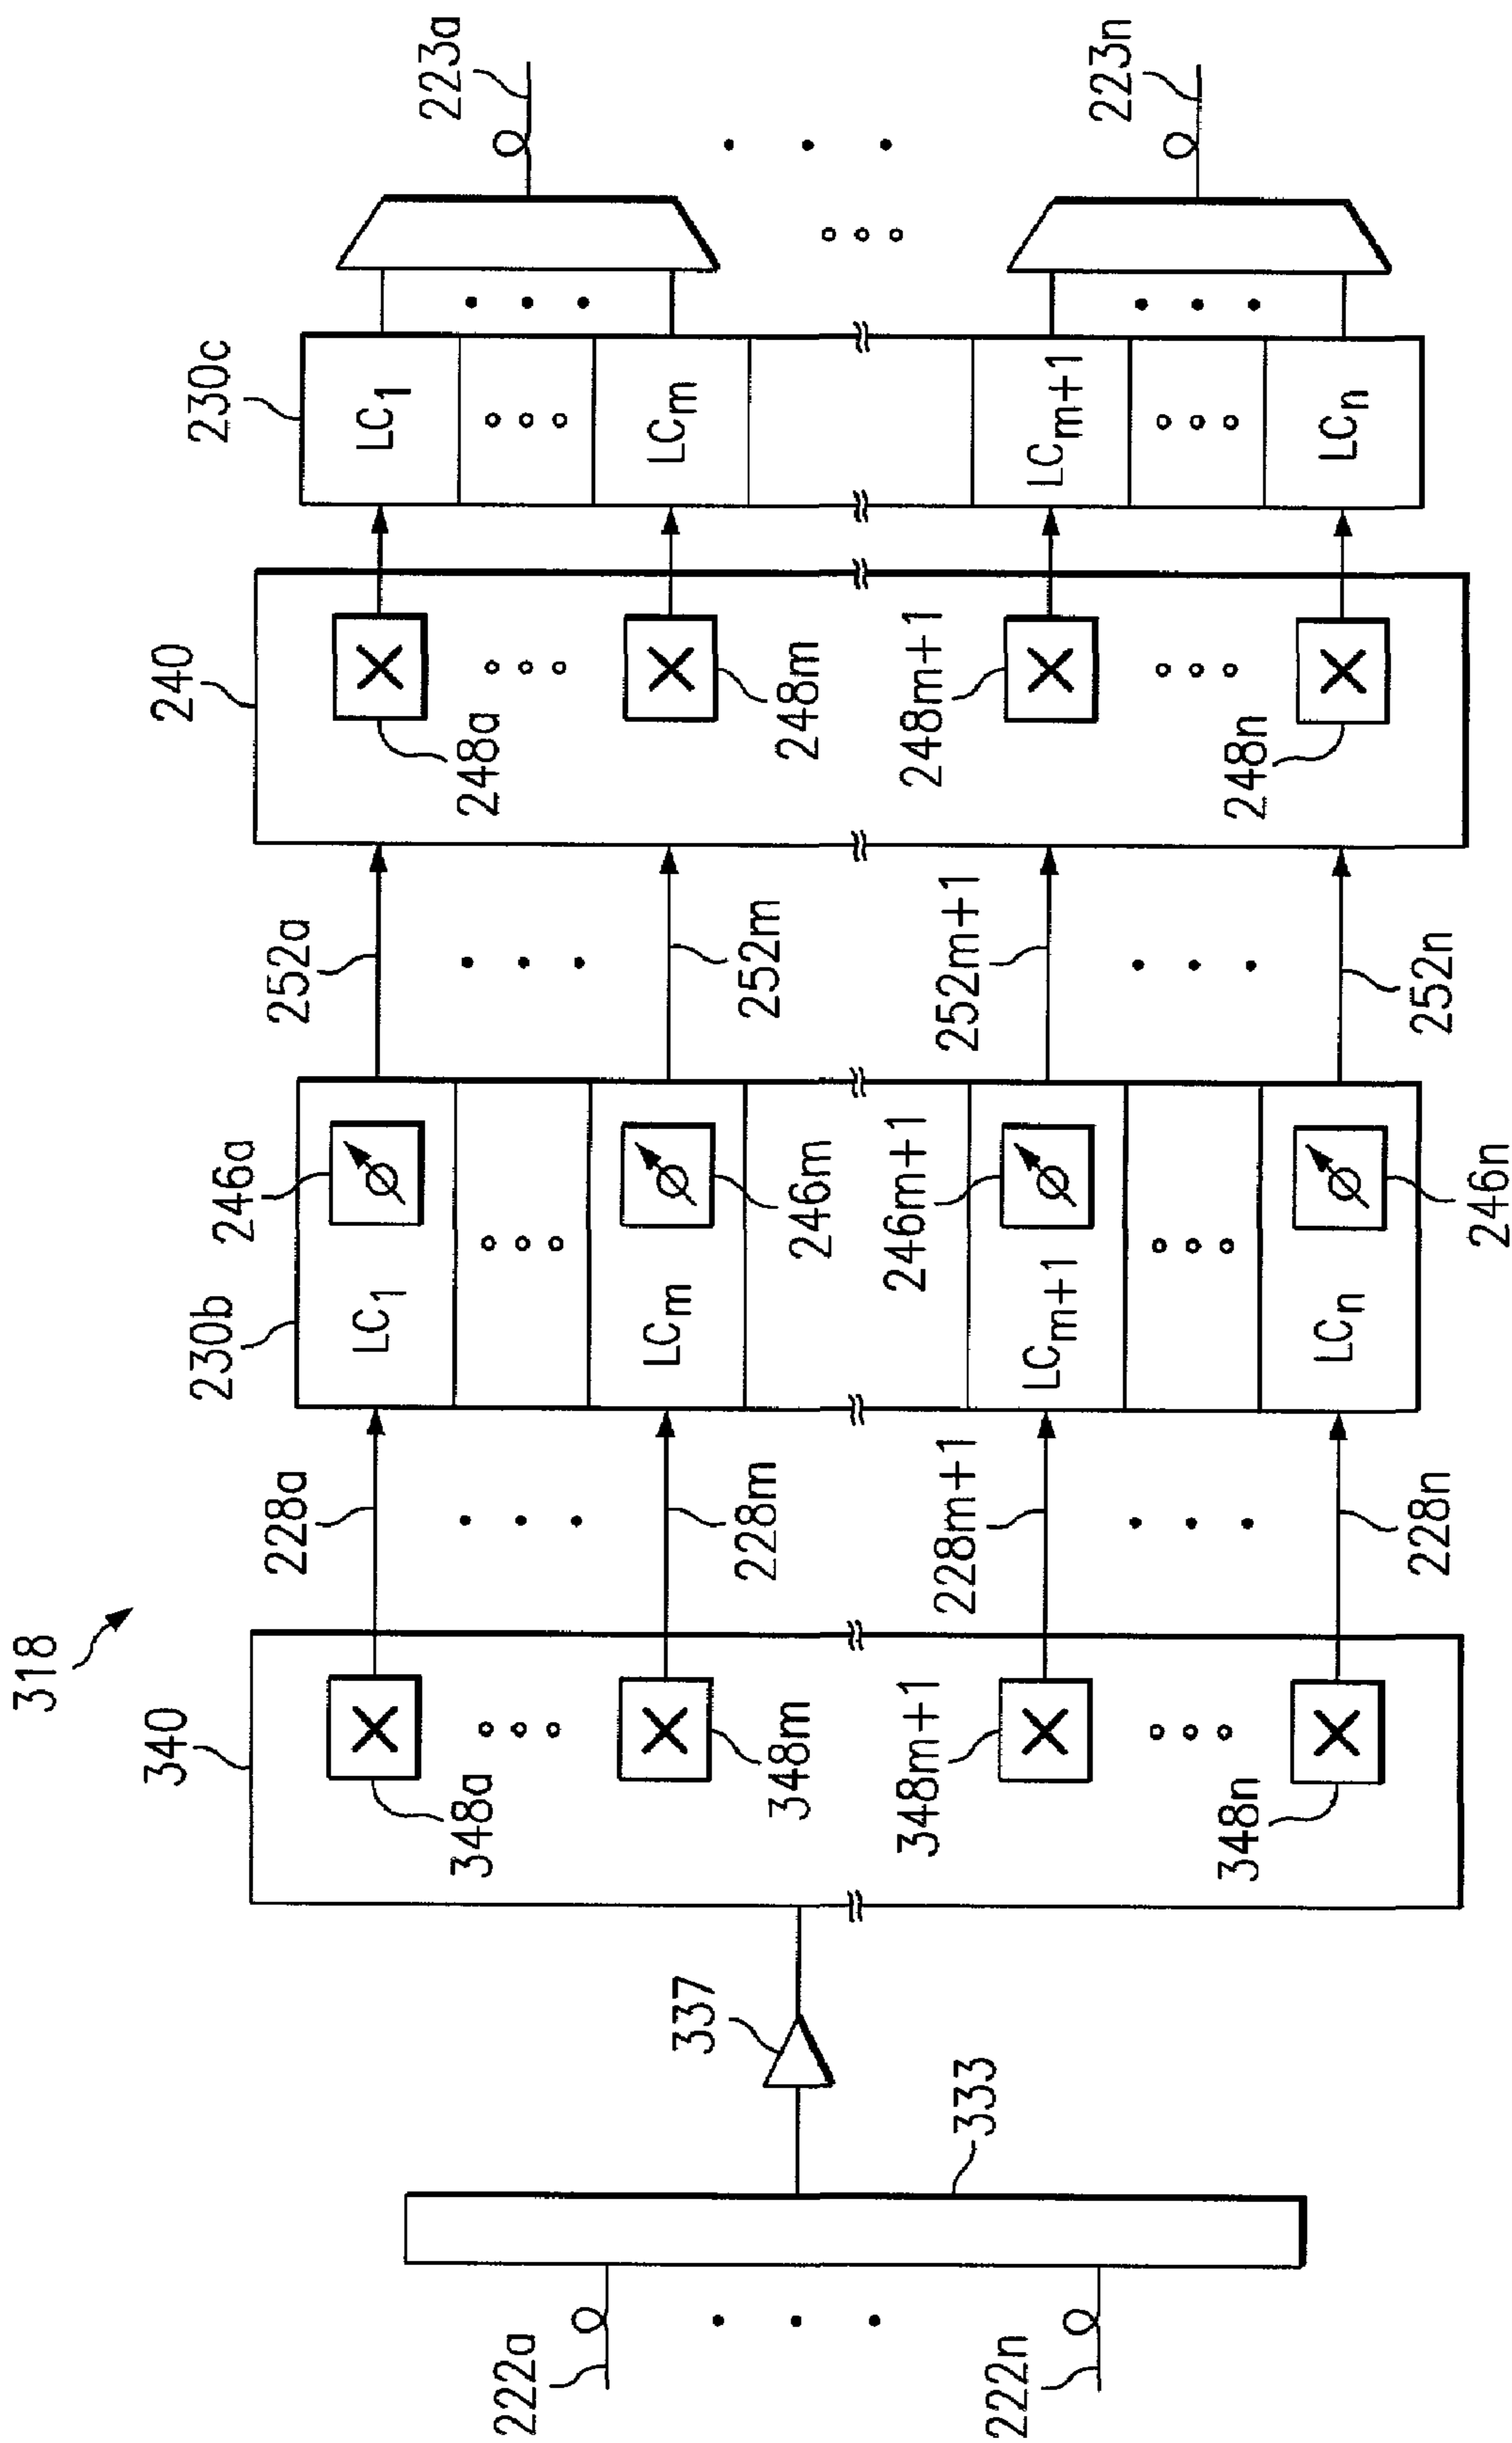 318
340
348a
348m
348m+1
348n
337
333
222a
222n
228a
228m
228m+1
228n
230b
LC1
LCm
LCm+1
LCn
246a
246m
246m+1
246n
252a
252m
252m+1
252n
240
248a
248m
248m+1
248n
230c
LC1
LCm
LCm+1
LCn
223a
223n